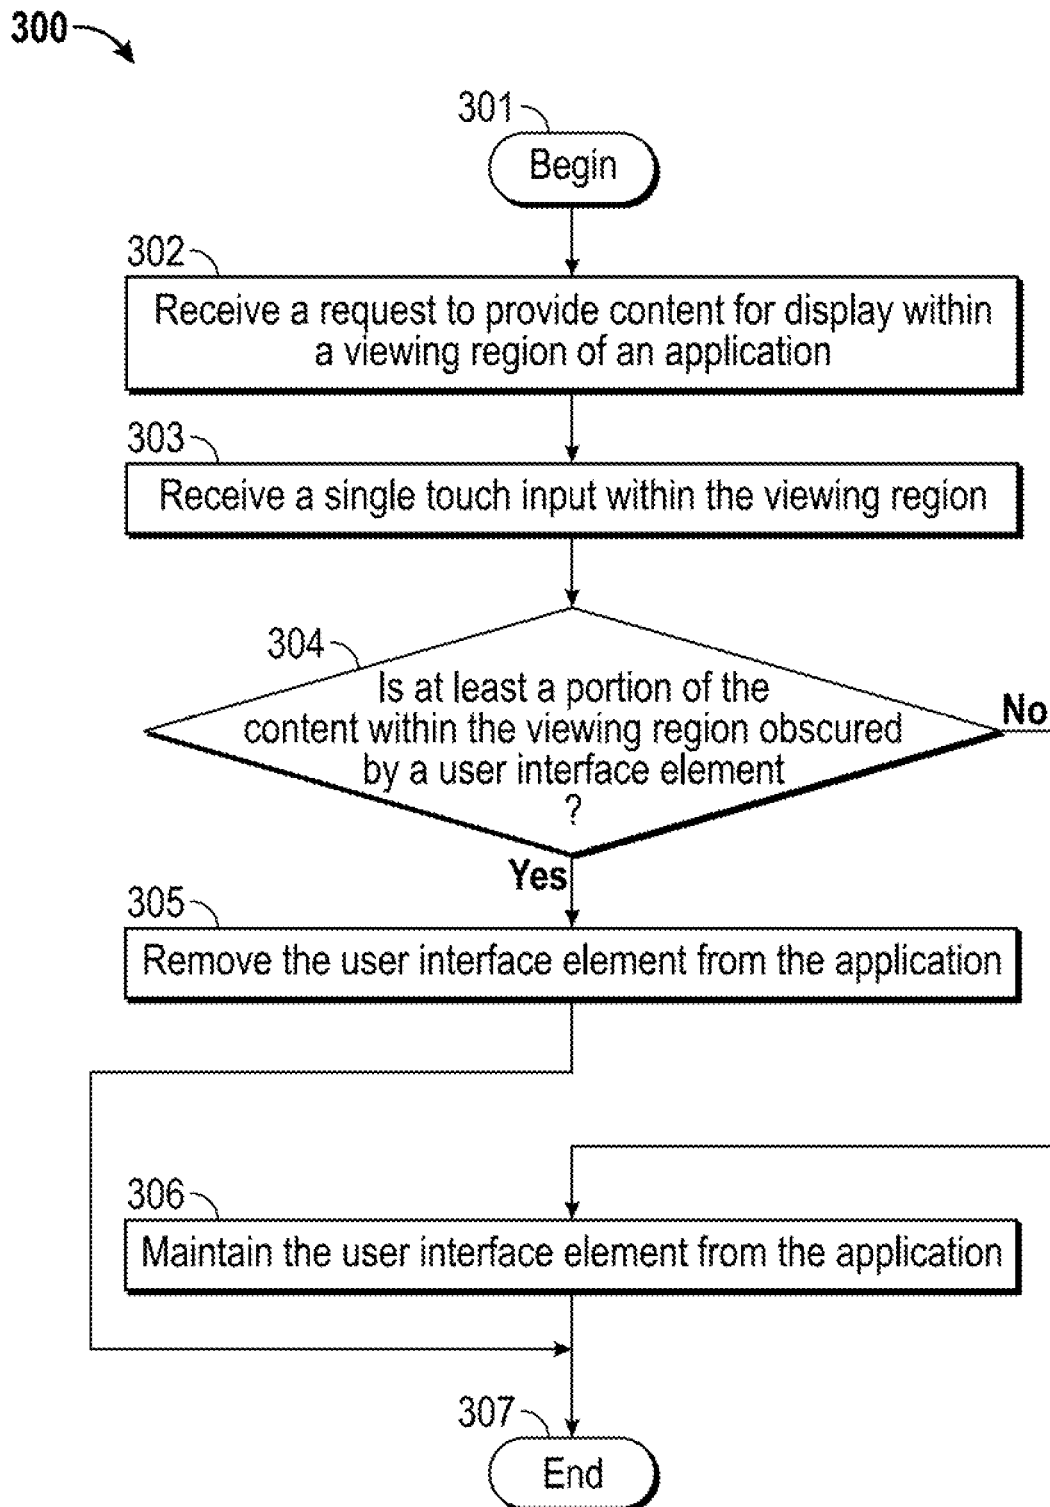 300
301
Begin
302
Receive a request to provide content for display within
a viewing region of an application
303
Receive a single touch input within the viewing region
304
Is at least a portion of the
content within the viewing region obscured
by a user interface element
?
No
Yes
305
Remove the user interface element from the application
306
Maintain the user interface element from the application
307
End